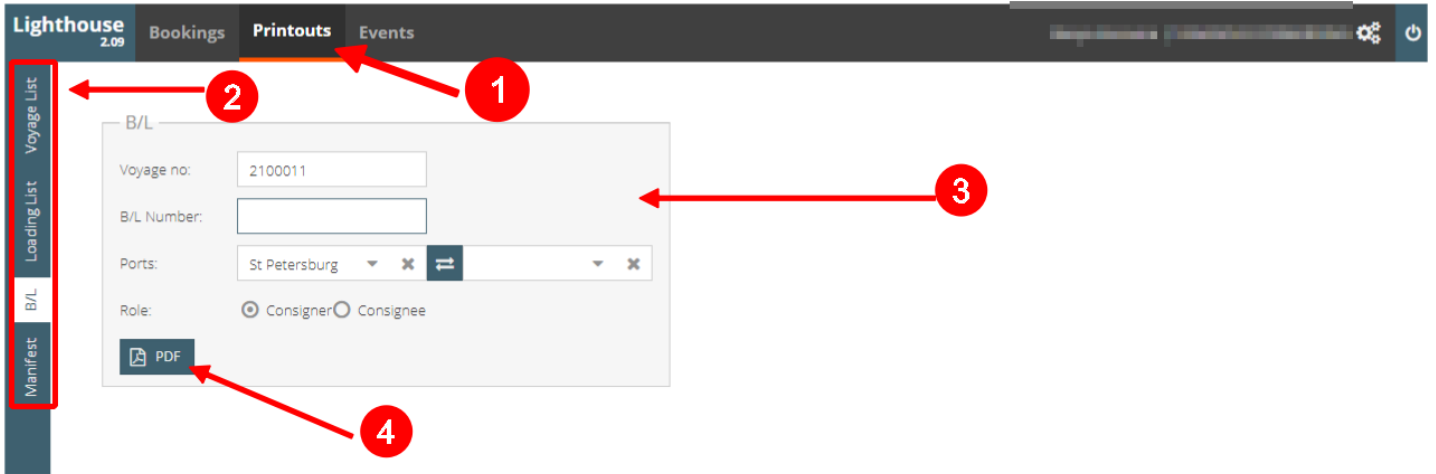 Lighthouse
2.09
Bookings Printouts Events
1
2
Voyage List
Loading List
B/L
Manifest
B/L
Voyage no: 2100011
3
B/L Number:
Ports: St Petersburg
Role: Consigner Consignee
PDF
4